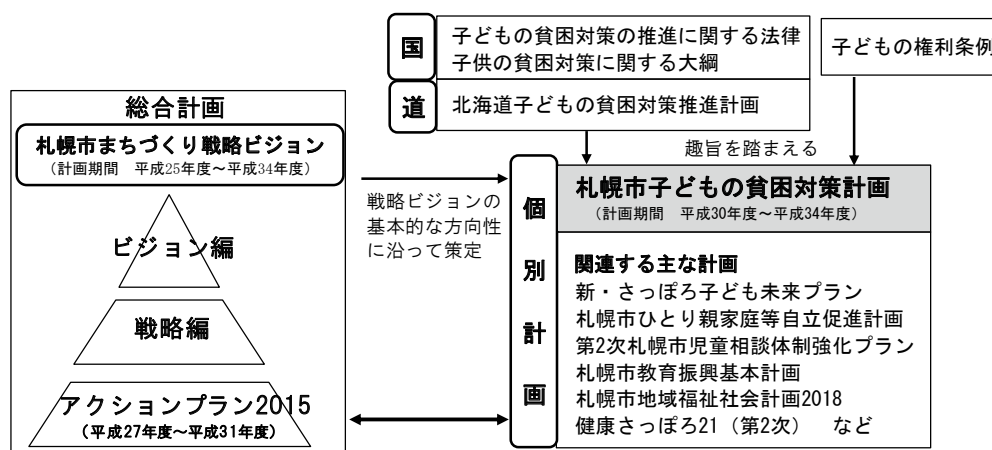 国
子どもの貧困対策の推進に関する法律
子供の貧困対策に関する大綱
道
北海道子どもの貧困対策推進計画
子どもの権利条例
趣旨を踏まえる
総合計画
札幌市まちづくり戦略ビジョン
（計画期間　平成25年度～平成34年度）
ビジョン編
戦略編
アクションプラン2015
（平成27年度～平成31年度）
戦略ビジョンの
基本的な方向性
に沿って策定
個別計画
札幌市子どもの貧困対策計画
（計画期間　平成30年度～平成34年度）
関連する主な計画
新・さっぽろ子ども未来プラン
札幌市ひとり親家庭等自立促進計画
第2次札幌市児童相談体制強化プラン
札幌市教育振興基本計画
札幌市地域福祉社会計画2018
健康さっぽろ21（第2次）　など